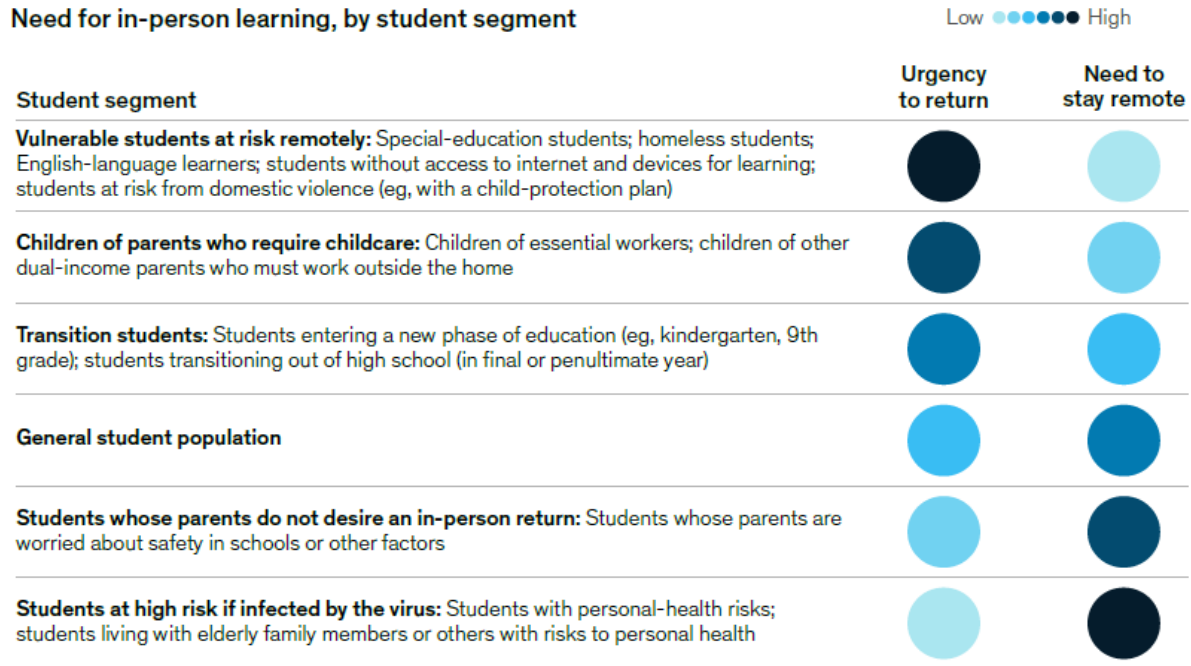 Need for in-person learning, by student segment
Low High
Student segment
Urgency
to return
Need to
stay remote
Vulnerable students at risk remotely: Special-education students; homeless students;
English-language learners; students without access to internet and devices for learning;
students at risk from domestic violence (eg, with a child-protection plan)
Children of parents who require childcare: Children of essential workers; children of other
dual-income parents who must work outside the home
Transition students: Students entering a new phase of education (eg, kindergarten, 9th
grade); students transitioning out of high school (in final or penultimate year)
General student population
Students whose parents do not desire an in-person return: Students whose parents are
worried about safety in schools or other factors
Students at high risk if infected by the virus: Students with personal-health risks;
students living with elderly family members or others with risks to personal health